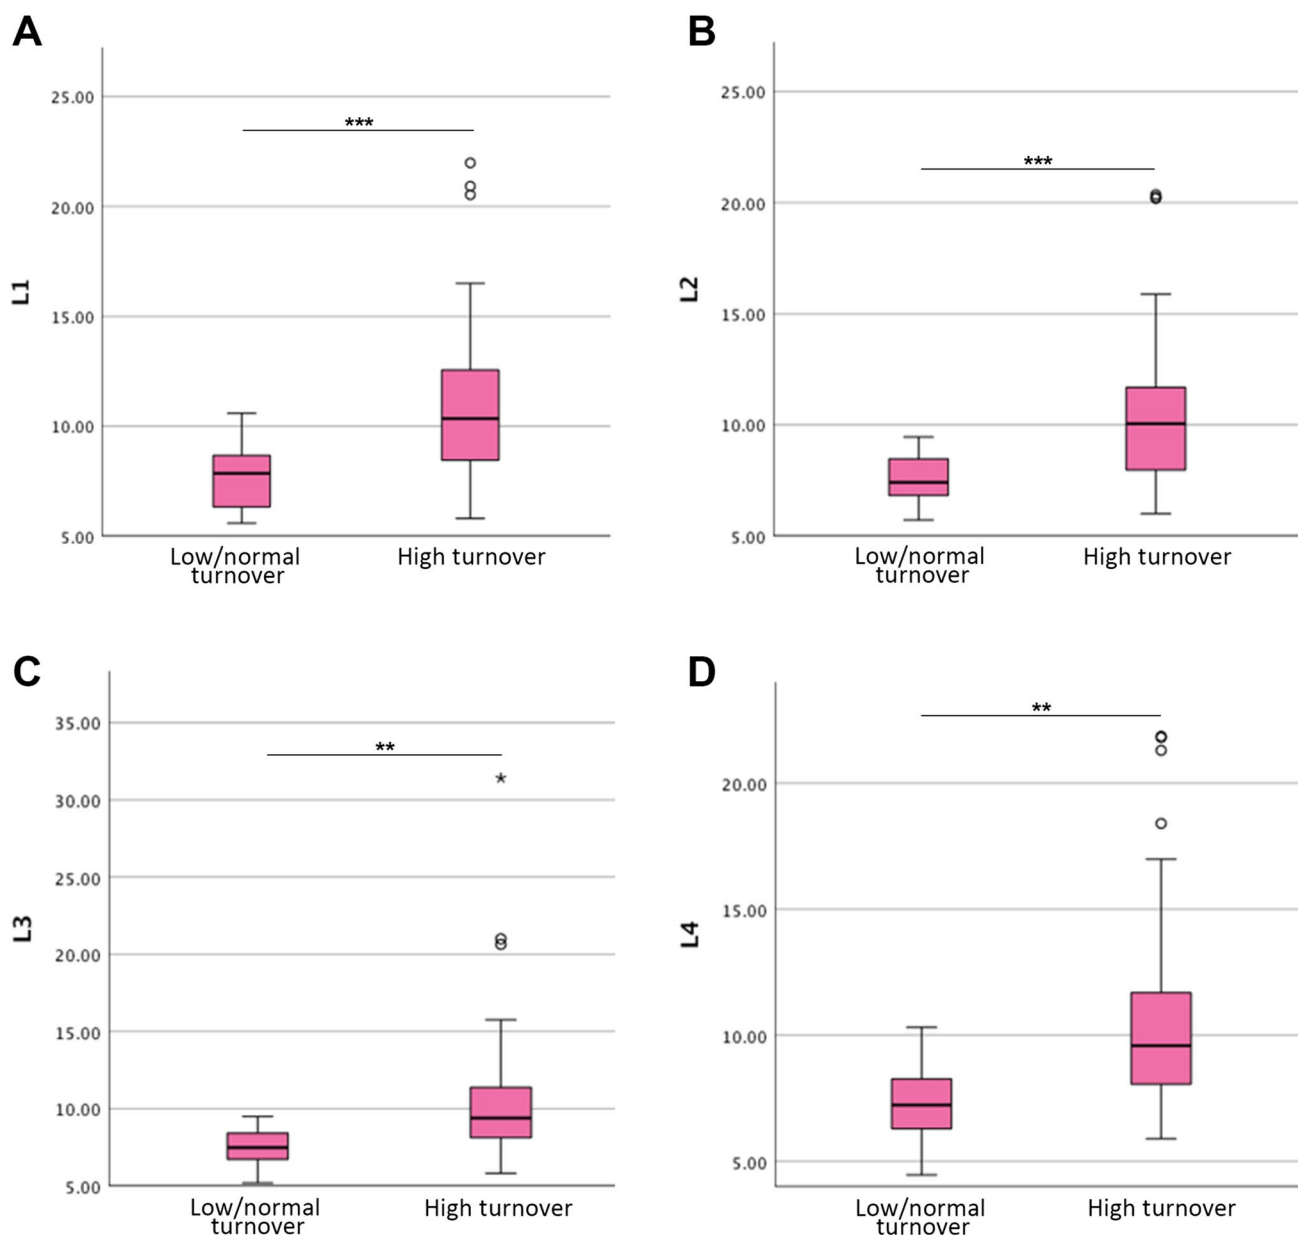 A
25.00
***
20.00
L1
15.00
10.00
5.00
Low/normal
turnover
High turnover
B
25.00
***
20.00
L2
15.00
10.00
5.00
Low/normal
turnover
High turnover
C
35.00
**
*
30.00
25.00
L3
20.00
15.00
10.00
5.00
Low/normal
turnover
High turnover
D
**
20.00
15.00
L4
10.00
5.00
Low/normal
turnover
High turnover